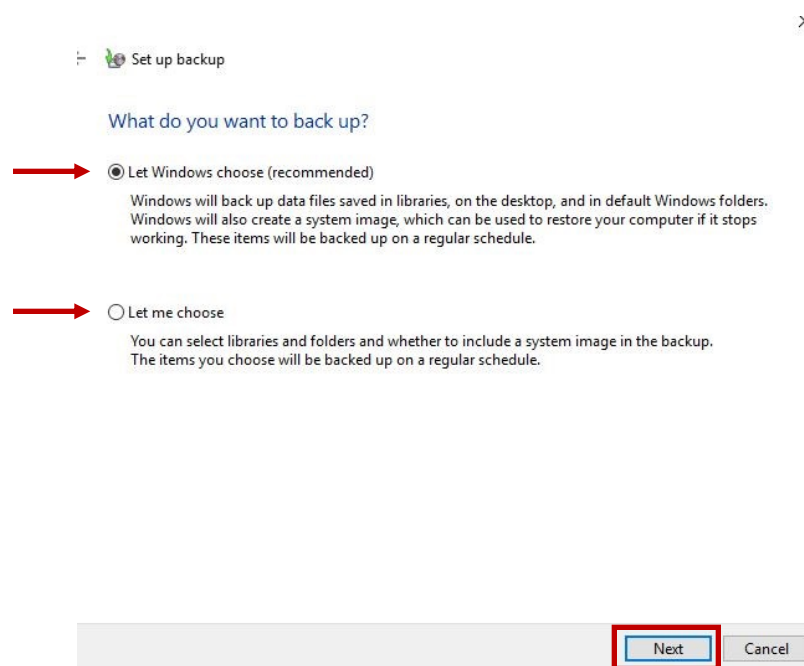 Set up backup
What do you want to back up?
Let Windows choose (recommended)
Windows will back up data files saved in libraries, on the desktop, and in default Windows folders.
Windows will also create a system image, which can be used to restore your computer if it stops
working. These items will be backed up on a regular schedule.
Let me choose
You can select libraries and folders and whether to include a system image in the backup.
The items you choose will be backed up on a regular schedule.
Next
Cancel